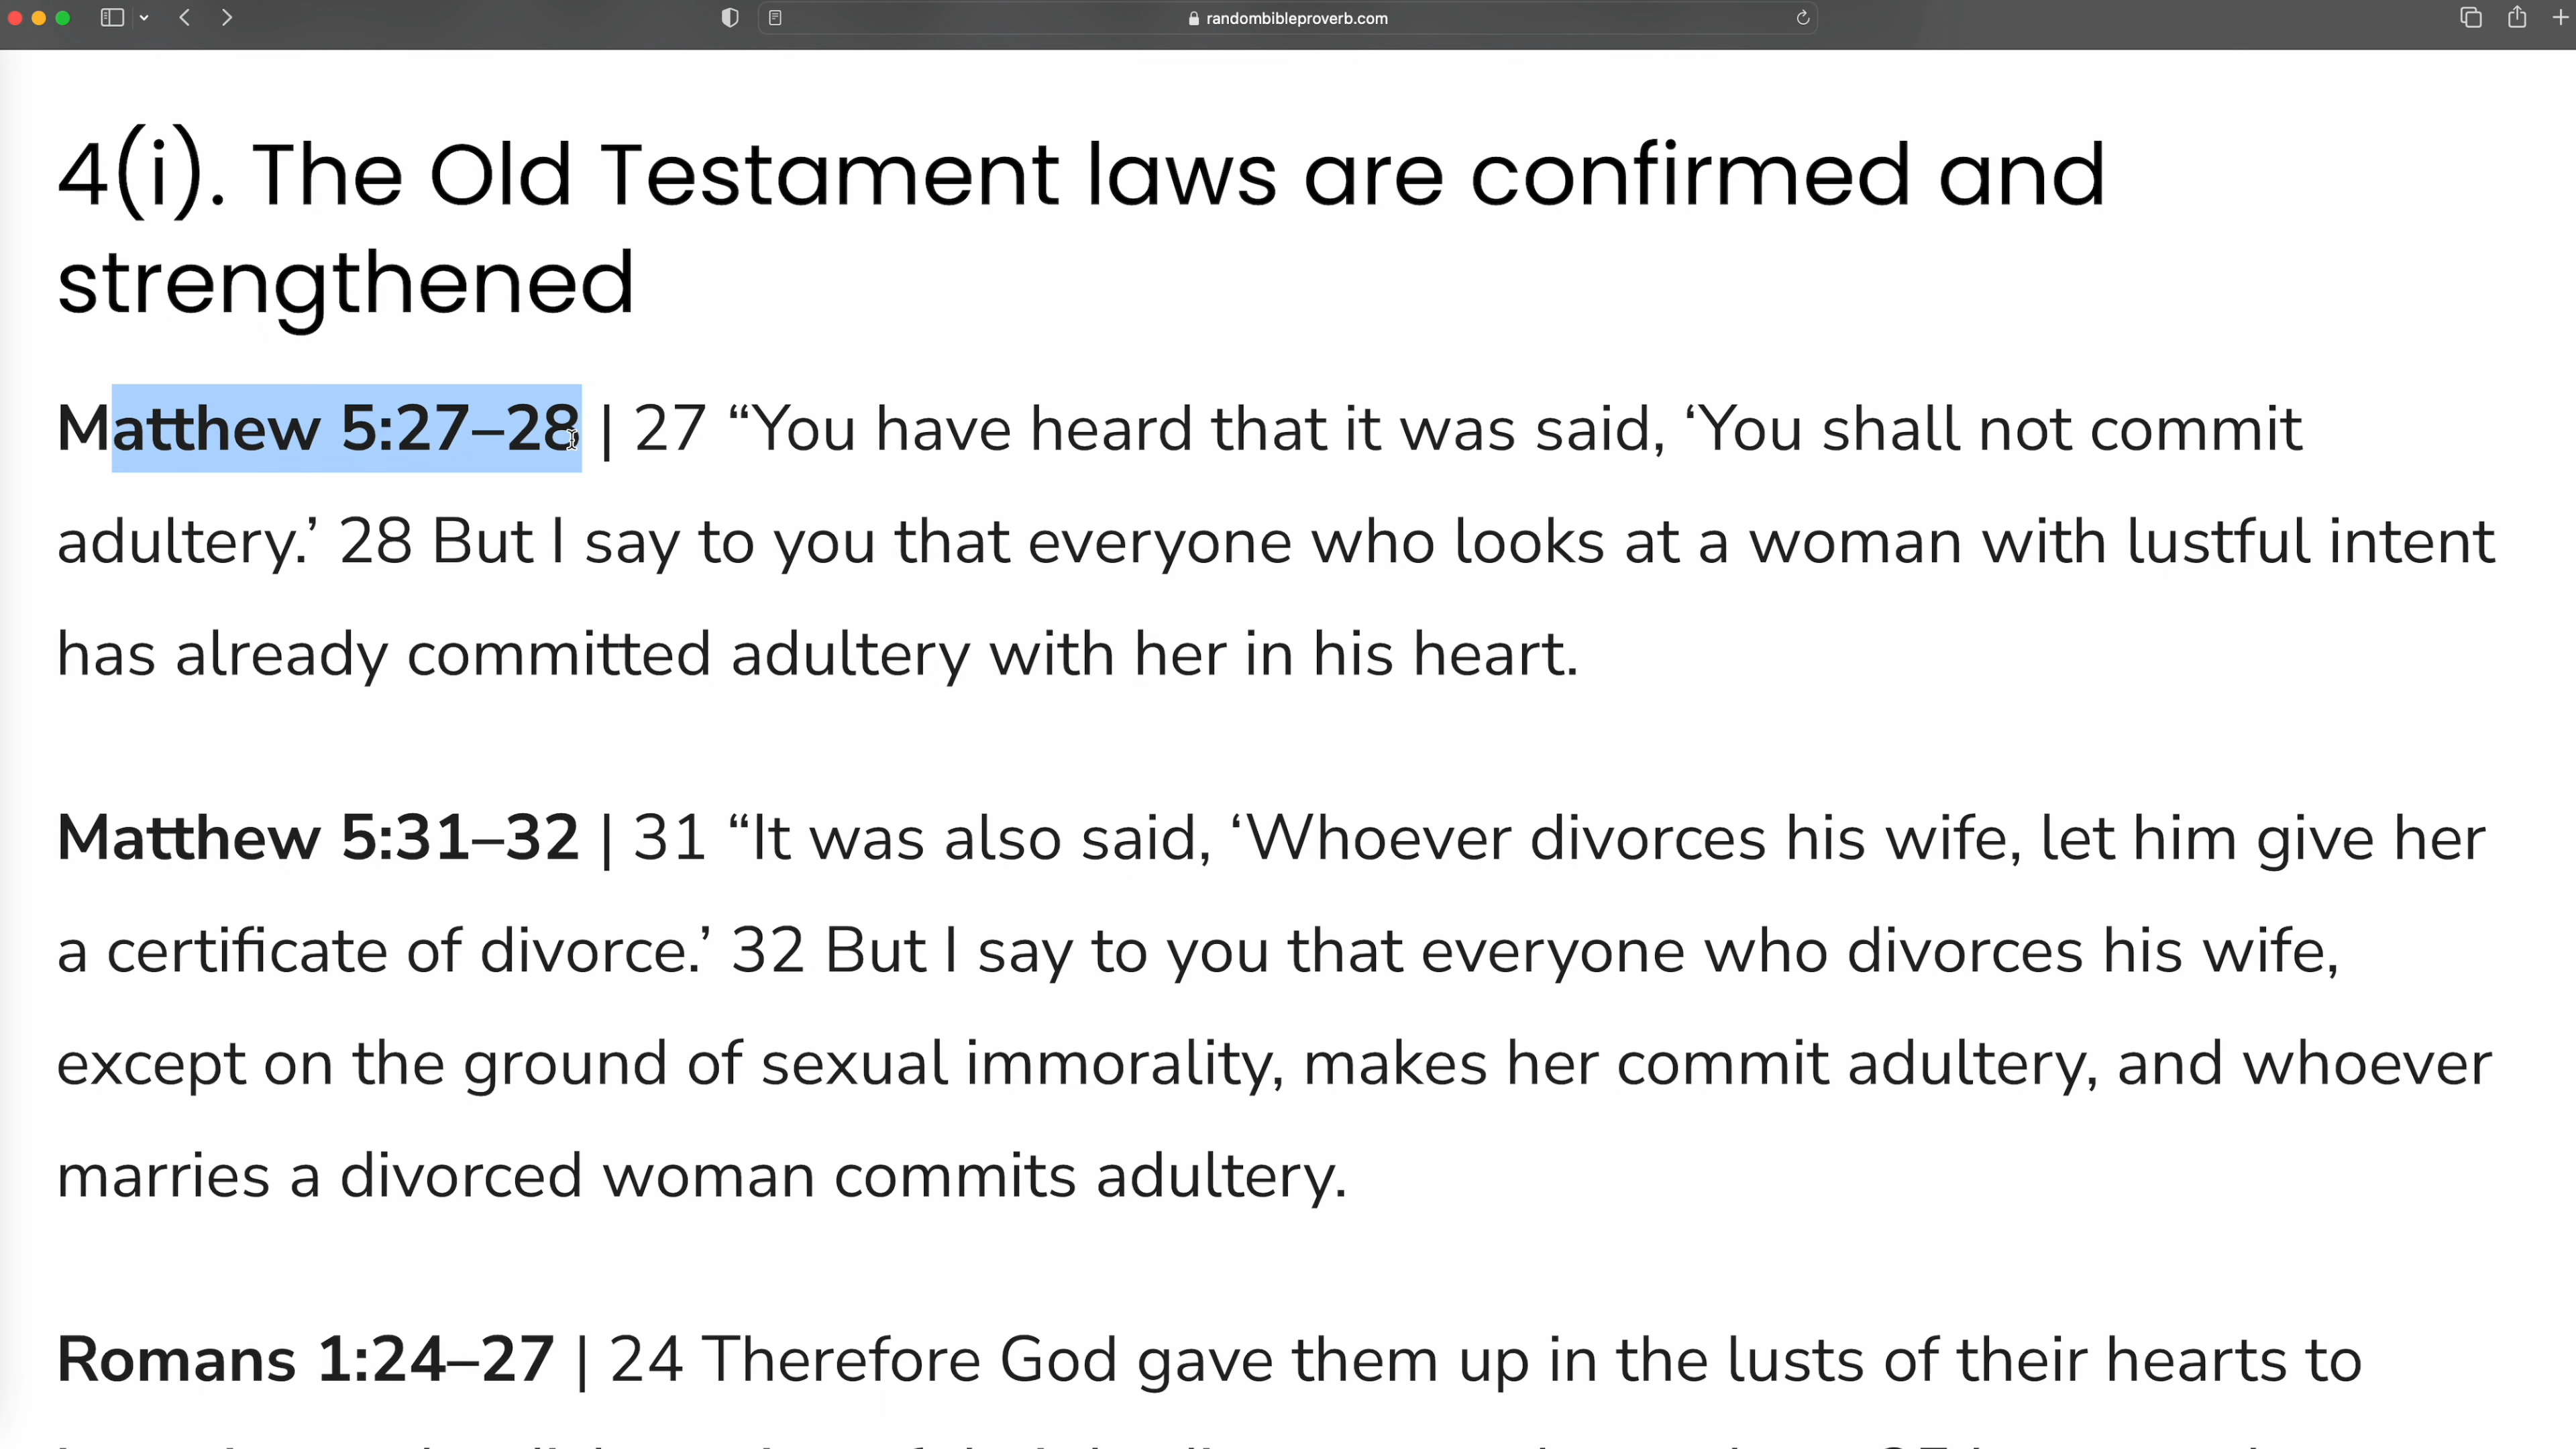 randombibleproverb.com
4(i). The Old Testament laws are confirmed and
strengthened
Matthew 5:27–28 | 27 “You have heard that it was said, ‘You shall not commit
adultery.’ 28 But I say to you that everyone who looks at a woman with lustful intent
has already committed adultery with her in his heart.
Matthew 5:31–32 | 31 “It was also said, ‘Whoever divorces his wife, let him give her
a certificate of divorce.’ 32 But I say to you that everyone who divorces his wife,
except on the ground of sexual immorality, makes her commit adultery, and whoever
marries a divorced woman commits adultery.
Romans 1:24–27 | 24 Therefore God gave them up in the lusts of their hearts to